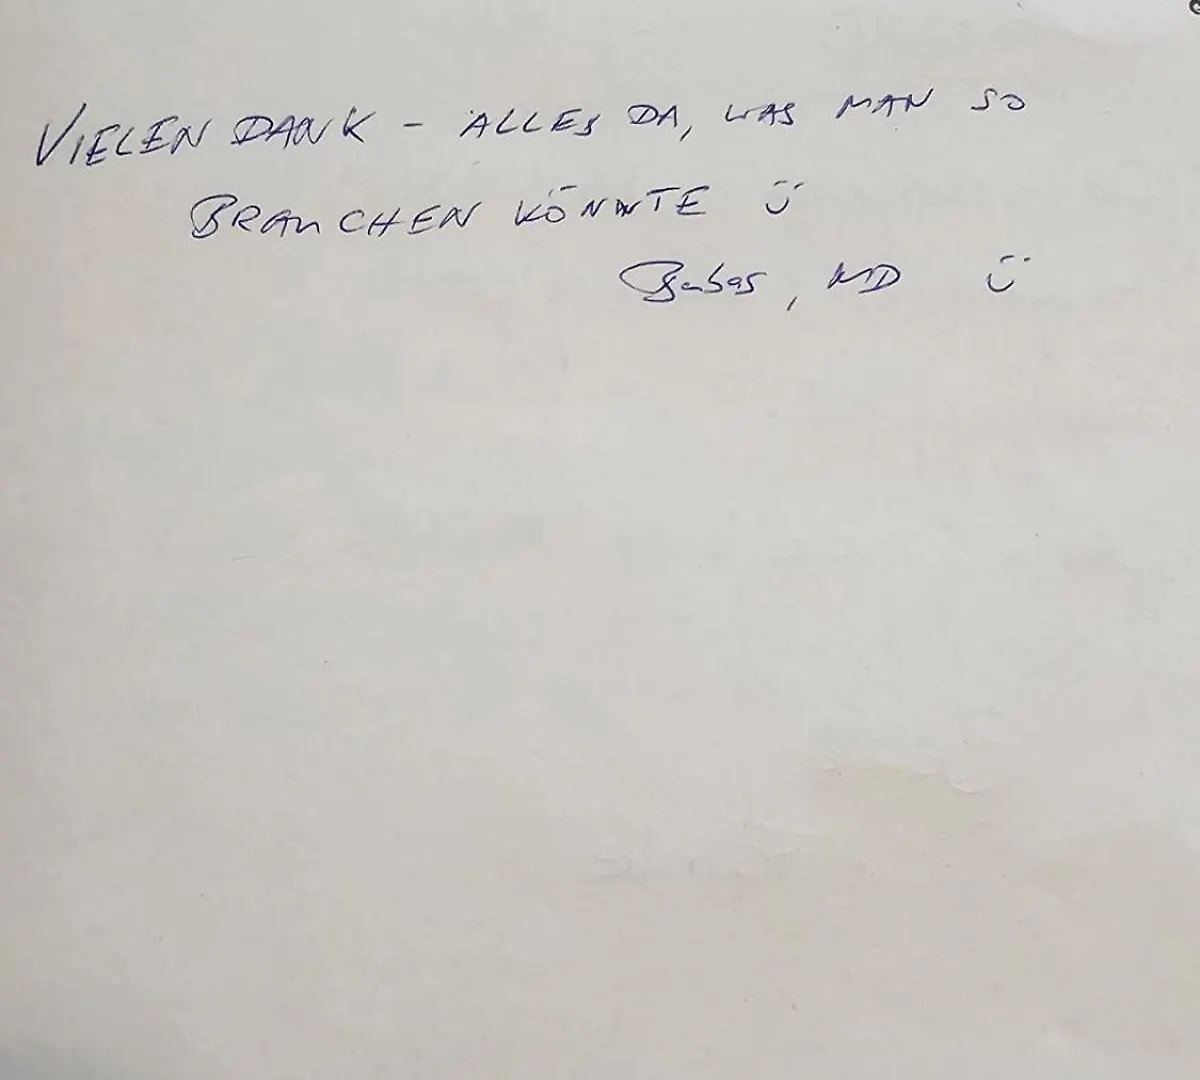 VIELEN DANK - ALLES DA, WAS MAN SO
BRAUCHEN KÖNNTE Ü
MD Ü